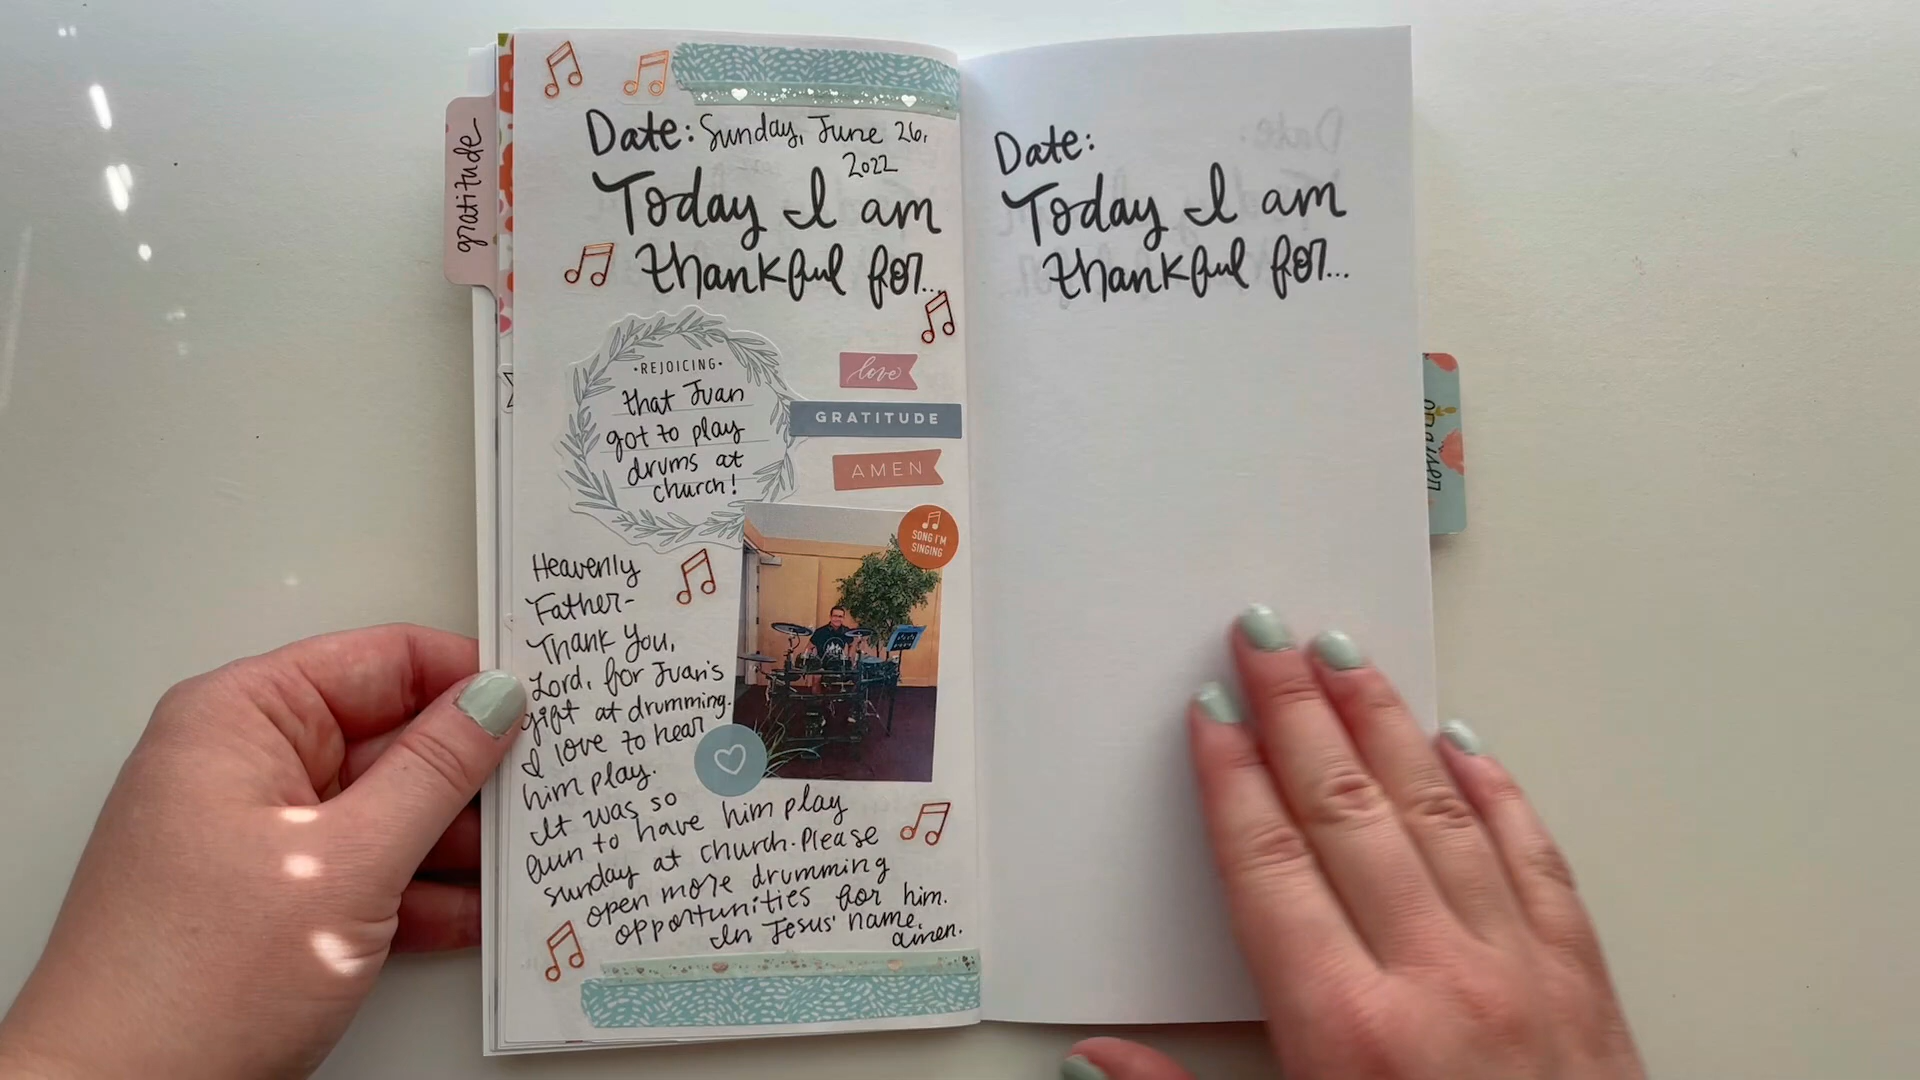 gratitude
Date: Sunday, June 26,
2022
Today I am
thankful for...
·REJOICING·
that Juan
got to play
drums at
church!
love
GRATITUDE
AMEN
SONG I'M
SINGING
Heavenly
Father-
Thank You,
Lord, for Juan's
gift at drumming.
I love to hear
him play.
It was so
fun to have him play
sunday at church. Please
open more drumming
opportunities for him.
In Jesus' name,
amen.
Date:
Today I am
thankful for...